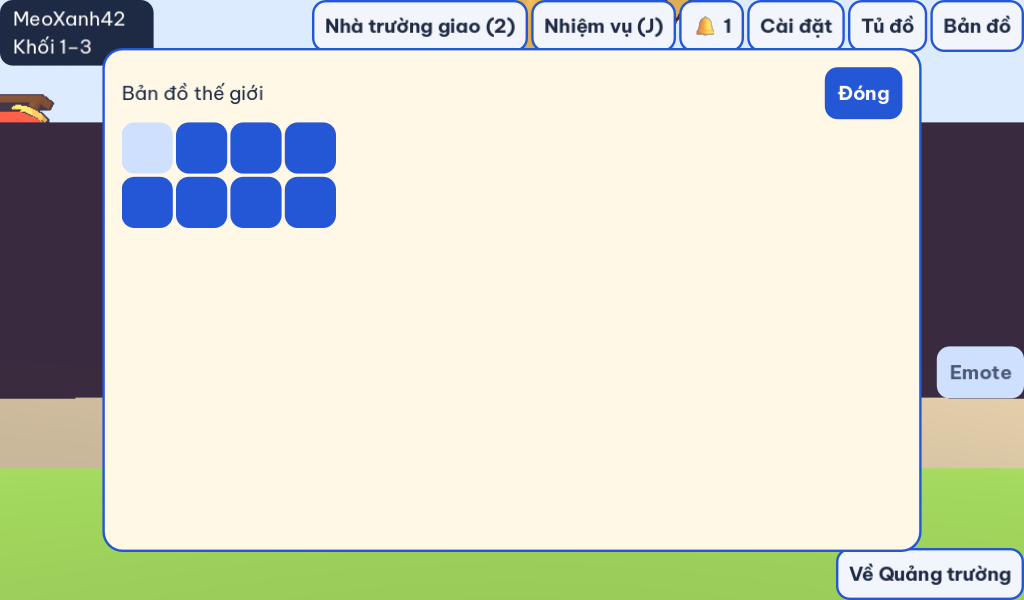 MeoXanh42
Khối 1–3
Nhà trường giao (2)
Nhiệm vụ (J)
🔔 1
Cài đặt
Tủ đồ
Bản đồ
Bản đồ thế giới
Đóng
Emote
Về Quảng trường